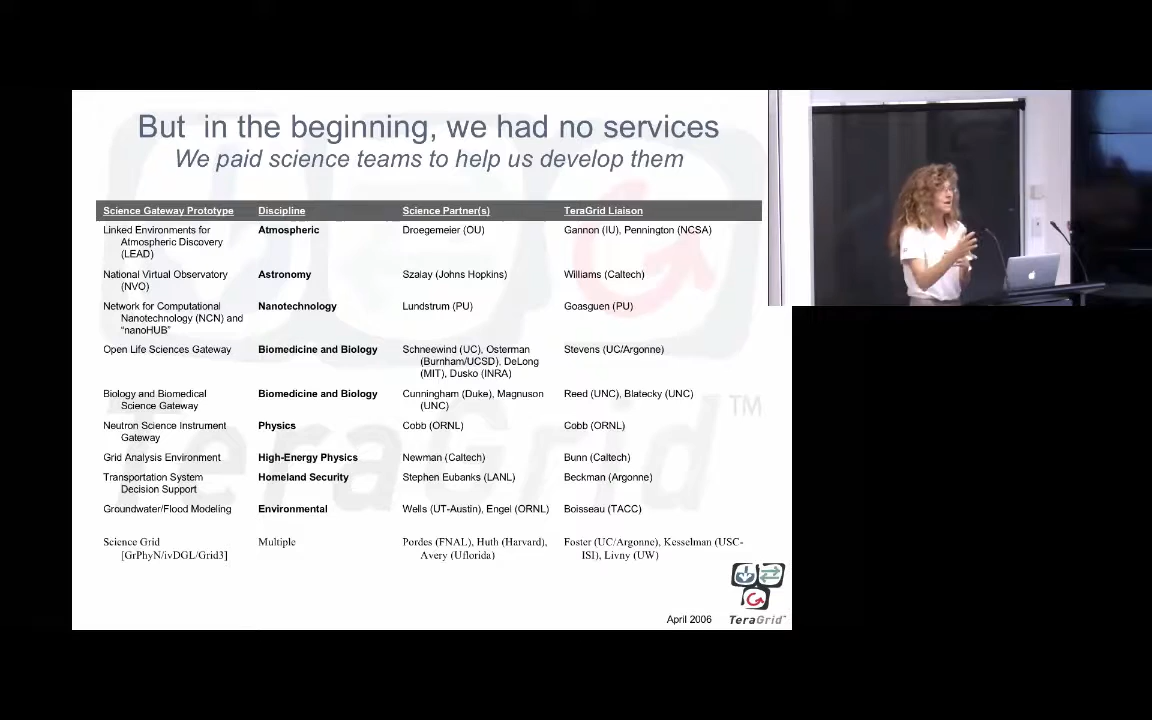 But in the beginning, we had no services
We paid science teams to help us develop them
Science Gateway Prototype Discipline Science Partner(s) TeraGrid Liaison
Linked Environments for Atmospheric Droegemeier (OU) Gannon (IU), Pennington (NCSA)
Atmospheric Discovery
(LEAD)
National Virtual Observatory Astronomy Szalay (Johns Hopkins) Williams (Caltech)
(NVO)
Network for Computational Nanotechnology Lundstrum (PU) Goasguen (PU)
Nanotechnology (NCN) and
“nanoHUB”
Open Life Sciences Gateway Biomedicine and Biology Schneewind (UC), Osterman Stevens (UC/Argonne)
(Burnham/UCSD), DeLong
(MIT), Dusko (INRA)
Biology and Biomedical Biomedicine and Biology Cunningham (Duke), Magnuson Reed (UNC), Blatecky (UNC)
Science Gateway (UNC)
Neutron Science Instrument Physics Cobb (ORNL) Cobb (ORNL)
Gateway
Grid Analysis Environment High-Energy Physics Newman (Caltech) Bunn (Caltech)
Transportation System Homeland Security Stephen Eubanks (LANL) Beckman (Argonne)
Decision Support
Groundwater/Flood Modeling Environmental Wells (UT-Austin), Engel (ORNL) Boisseau (TACC)
Science Grid Multiple Pordes (FNAL), Huth (Harvard), Foster (UC/Argonne), Kesselman (USC-
[GrPhyN/ivDGL/Grid3] Avery (Uflorida) ISI), Livny (UW)
TeraGrid™
April 2006
TeraGrid™